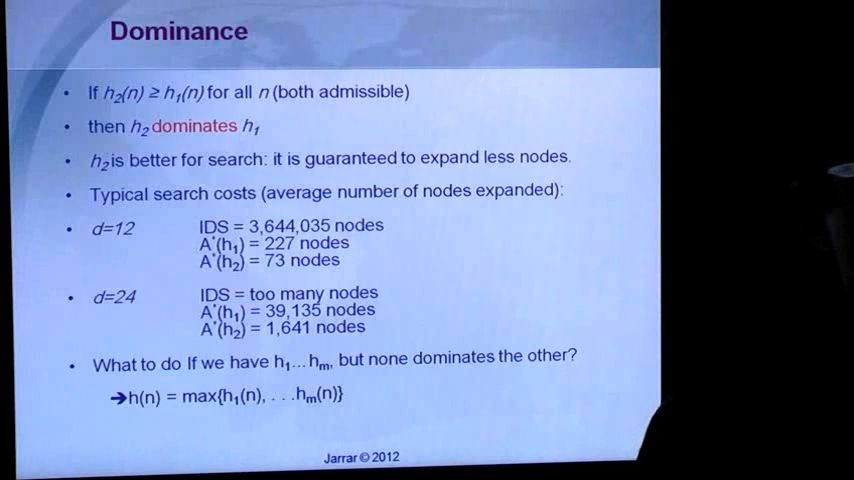 Dominance
• If h₂(n) ≥ h₁(n) for all n (both admissible)
• then h₂ dominates h₁
• h₂ is better for search: it is guaranteed to expand less nodes.
• Typical search costs (average number of nodes expanded):
• d=12 IDS = 3,644,035 nodes
A*(h₁) = 227 nodes
A*(h₂) = 73 nodes
• d=24 IDS = too many nodes
A*(h₁) = 39,135 nodes
A*(h₂) = 1,641 nodes
• What to do If we have h₁...hₘ, but none dominates the other?
➔h(n) = max{h₁(n), . . .hₘ(n)}
Jarrar © 2012